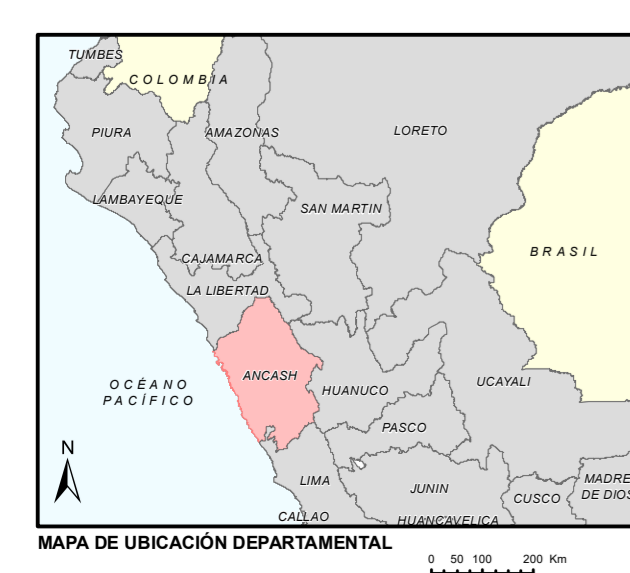 TUMBES
COLOMBIA
PIURA
AMAZONAS
LORETO
LAMBAYEQUE
SAN MARTIN
BRASIL
CAJAMARCA
LA LIBERTAD
ANCASH
OCÉANO
PACÍFICO
HUANUCO
UCAYALI
PASCO
N
LIMA
JUNIN
CUSCO
MADRE
DE DIOS
CALLAO
HUANCAVELICA
MAPA DE UBICACIÓN DEPARTAMENTAL
0 50 100 200 Km